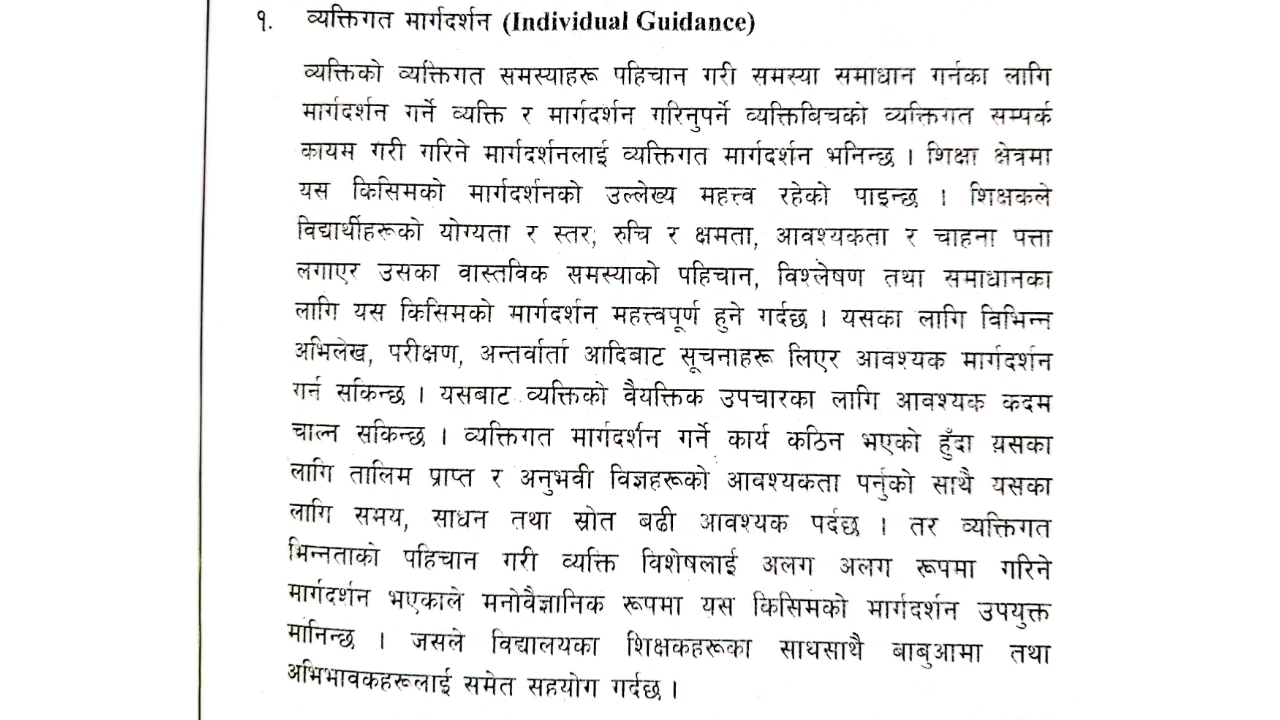 १. व्यक्तिगत मार्गदर्शन (Individual Guidance)
व्यक्तिको व्यक्तिगत समस्याहरू पहिचान गरी समस्या समाधान गर्नका लागि
मार्गदर्शन गर्ने व्यक्ति र मार्गदर्शन गरिनुपर्ने व्यक्तिविचको व्यक्तिगत सम्पर्क
कायम गरी गरिने मार्गदर्शनलाई व्यक्तिगत मार्गदर्शन भनिन्छ । शिक्षा क्षेत्रमा
यस किसिमको मार्गदर्शनको उल्लेख्य महत्त्व रहेको पाइन्छ । शिक्षकले
विद्यार्थीहरूको योग्यता र स्तर, रुचि र क्षमता, आवश्यकता र चाहना पत्ता
लगाएर उसका वास्तविक समस्याको पहिचान, विश्लेषण तथा समाधानका
लागि यस किसिमको मार्गदर्शन महत्त्वपूर्ण हुने गर्दछ । यसका लागि विभिन्न
अभिलेख, परीक्षण, अन्तर्वार्ता आदिबाट सूचनाहरू लिएर आवश्यक मार्गदर्शन
गर्न सकिन्छ । यसबाट व्यक्तिको वैयक्तिक उपचारका लागि आवश्यक कदम
चाल्न सकिन्छ । व्यक्तिगत मार्गदर्शन गर्ने कार्य कठिन भएको हुँदा यसका
लागि तालिम प्राप्त र अनुभवी विज्ञहरूको आवश्यकता पर्नुको साथै यसका
लागि समय, साधन तथा स्रोत बढी आवश्यक पर्दछ । तर व्यक्तिगत
भिन्नताको पहिचान गरी व्यक्ति विशेषलाई अलग अलग रूपमा गरिने
मार्गदर्शन भएकाले मनोवैज्ञानिक रूपमा यस किसिमको मार्गदर्शन उपयुक्त
मानिन्छ । जसले विद्यालयका शिक्षकहरूका साथसाथै बाबुआमा तथा
अभिभावकहरूलाई समेत सहयोग गर्दछ ।